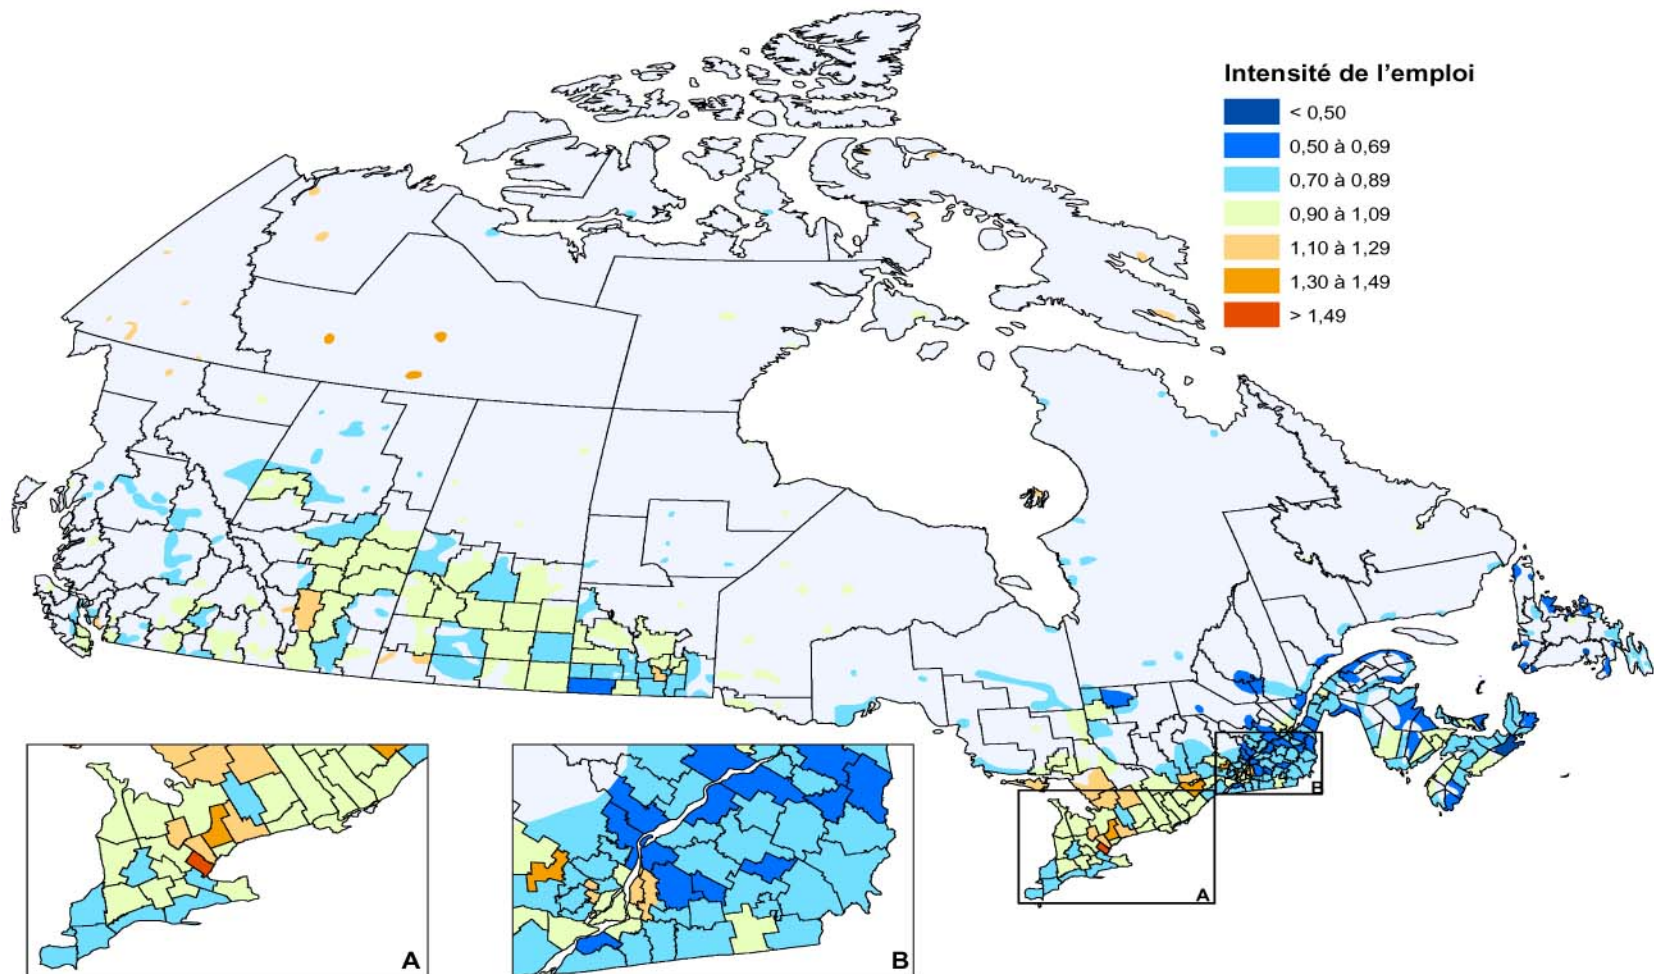 Intensité de l'emploi
< 0,50
0,50 à 0,69
0,70 à 0,89
0,90 à 1,09
1,10 à 1,29
1,30 à 1,49
> 1,49
B
A
A
B